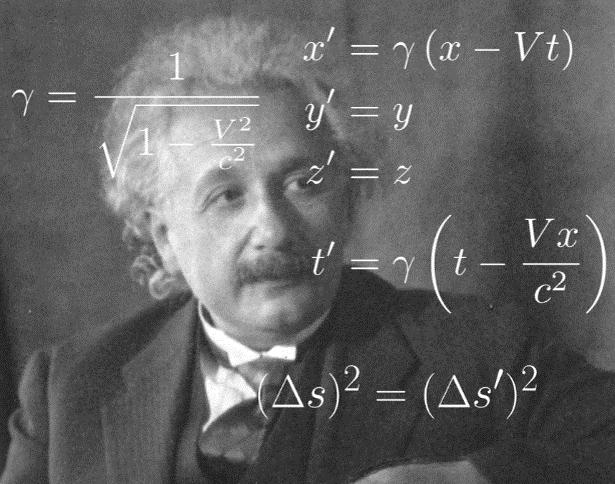 γ = 1 / √(1 − V²/c²)
x′ = γ (x − Vt)
y′ = y
z′ = z
t′ = γ (t − Vx/c²)
(Δs)² = (Δs′)²